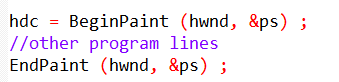 hdc = BeginPaint (hwnd, &ps) ;
//other program lines
EndPaint (hwnd, &ps) ;